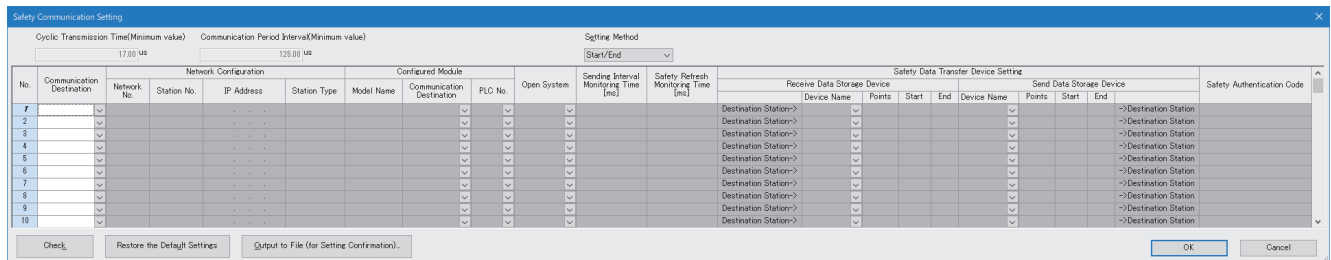 Safety Communication Setting
Cyclic Transmission Time(Minimum value) Communication Period Interval(Minimum value) Setting Method
17.00 us 125.00 us Start/End
No. Communication Destination Network Configuration Configured Module Open System Sending Interval Monitoring Time [ms] Safety Refresh Monitoring Time [ms] Safety Data Transfer Device Setting Safety Authentication Code
Network No. Station No. IP Address Station Type Model Name Communication Destination PLC No. Receive Data Storage Device Send Data Storage Device
Device Name Points Start End Device Name Points Start End
1 . . . Destination Station-> ->Destination Station
2 . . . Destination Station-> ->Destination Station
3 . . . Destination Station-> ->Destination Station
4 . . . Destination Station-> ->Destination Station
5 . . . Destination Station-> ->Destination Station
6 . . . Destination Station-> ->Destination Station
7 . . . Destination Station-> ->Destination Station
8 . . . Destination Station-> ->Destination Station
9 . . . Destination Station-> ->Destination Station
10 . . . Destination Station-> ->Destination Station
Check Restore the Default Settings Output to File (for Setting Confirmation)... OK Cancel